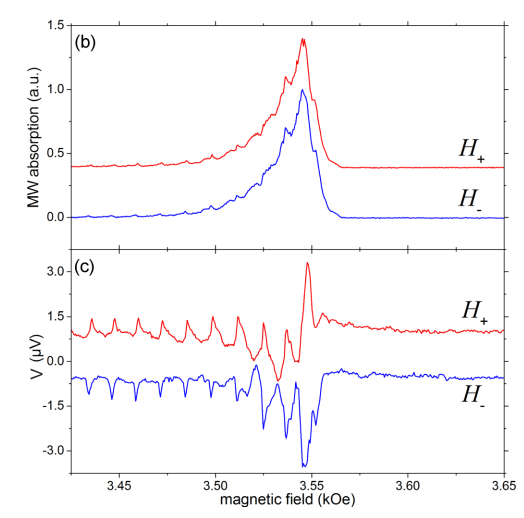 (b)
MW absorption (a.u.)
1.5
1.0
0.5
0.0
H+
H-
(c)
V (μV)
3.0
1.5
0.0
-1.5
-3.0
H+
H-
3.45 3.50 3.55 3.60 3.65
magnetic field (kOe)